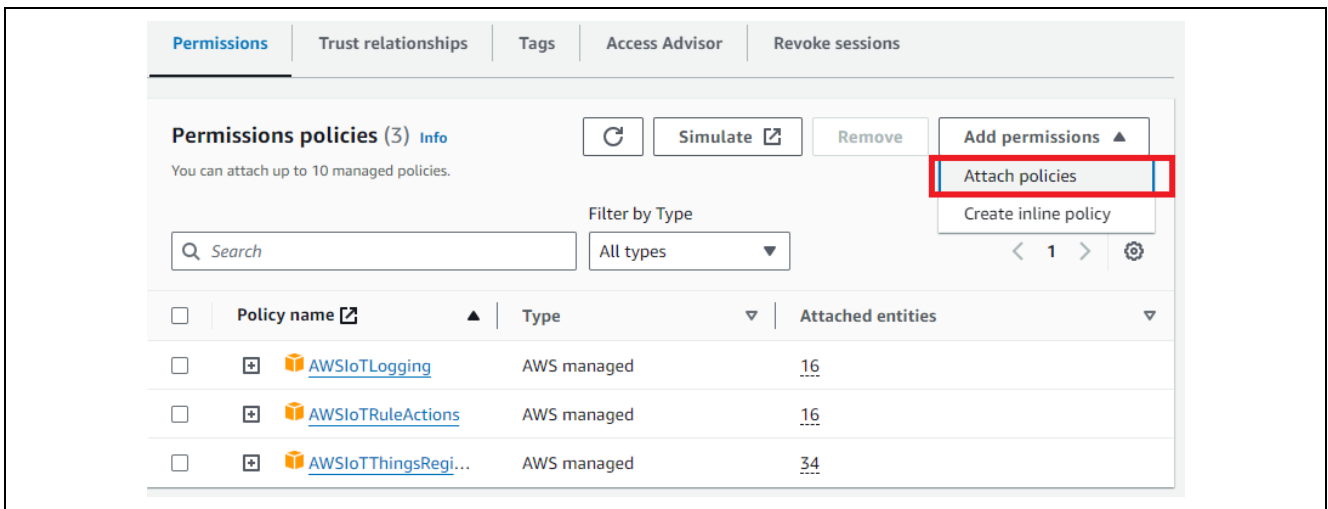 Permissions Trust relationships Tags Access Advisor Revoke sessions
Permissions policies (3) Info
Simulate Remove Add permissions
You can attach up to 10 managed policies.
Attach policies
Filter by Type
Create inline policy
Search All types 1
Policy name Type Attached entities
AWSIoTLogging AWS managed 16
AWSIoTRuleActions AWS managed 16
AWSIoTThingsRegi... AWS managed 34